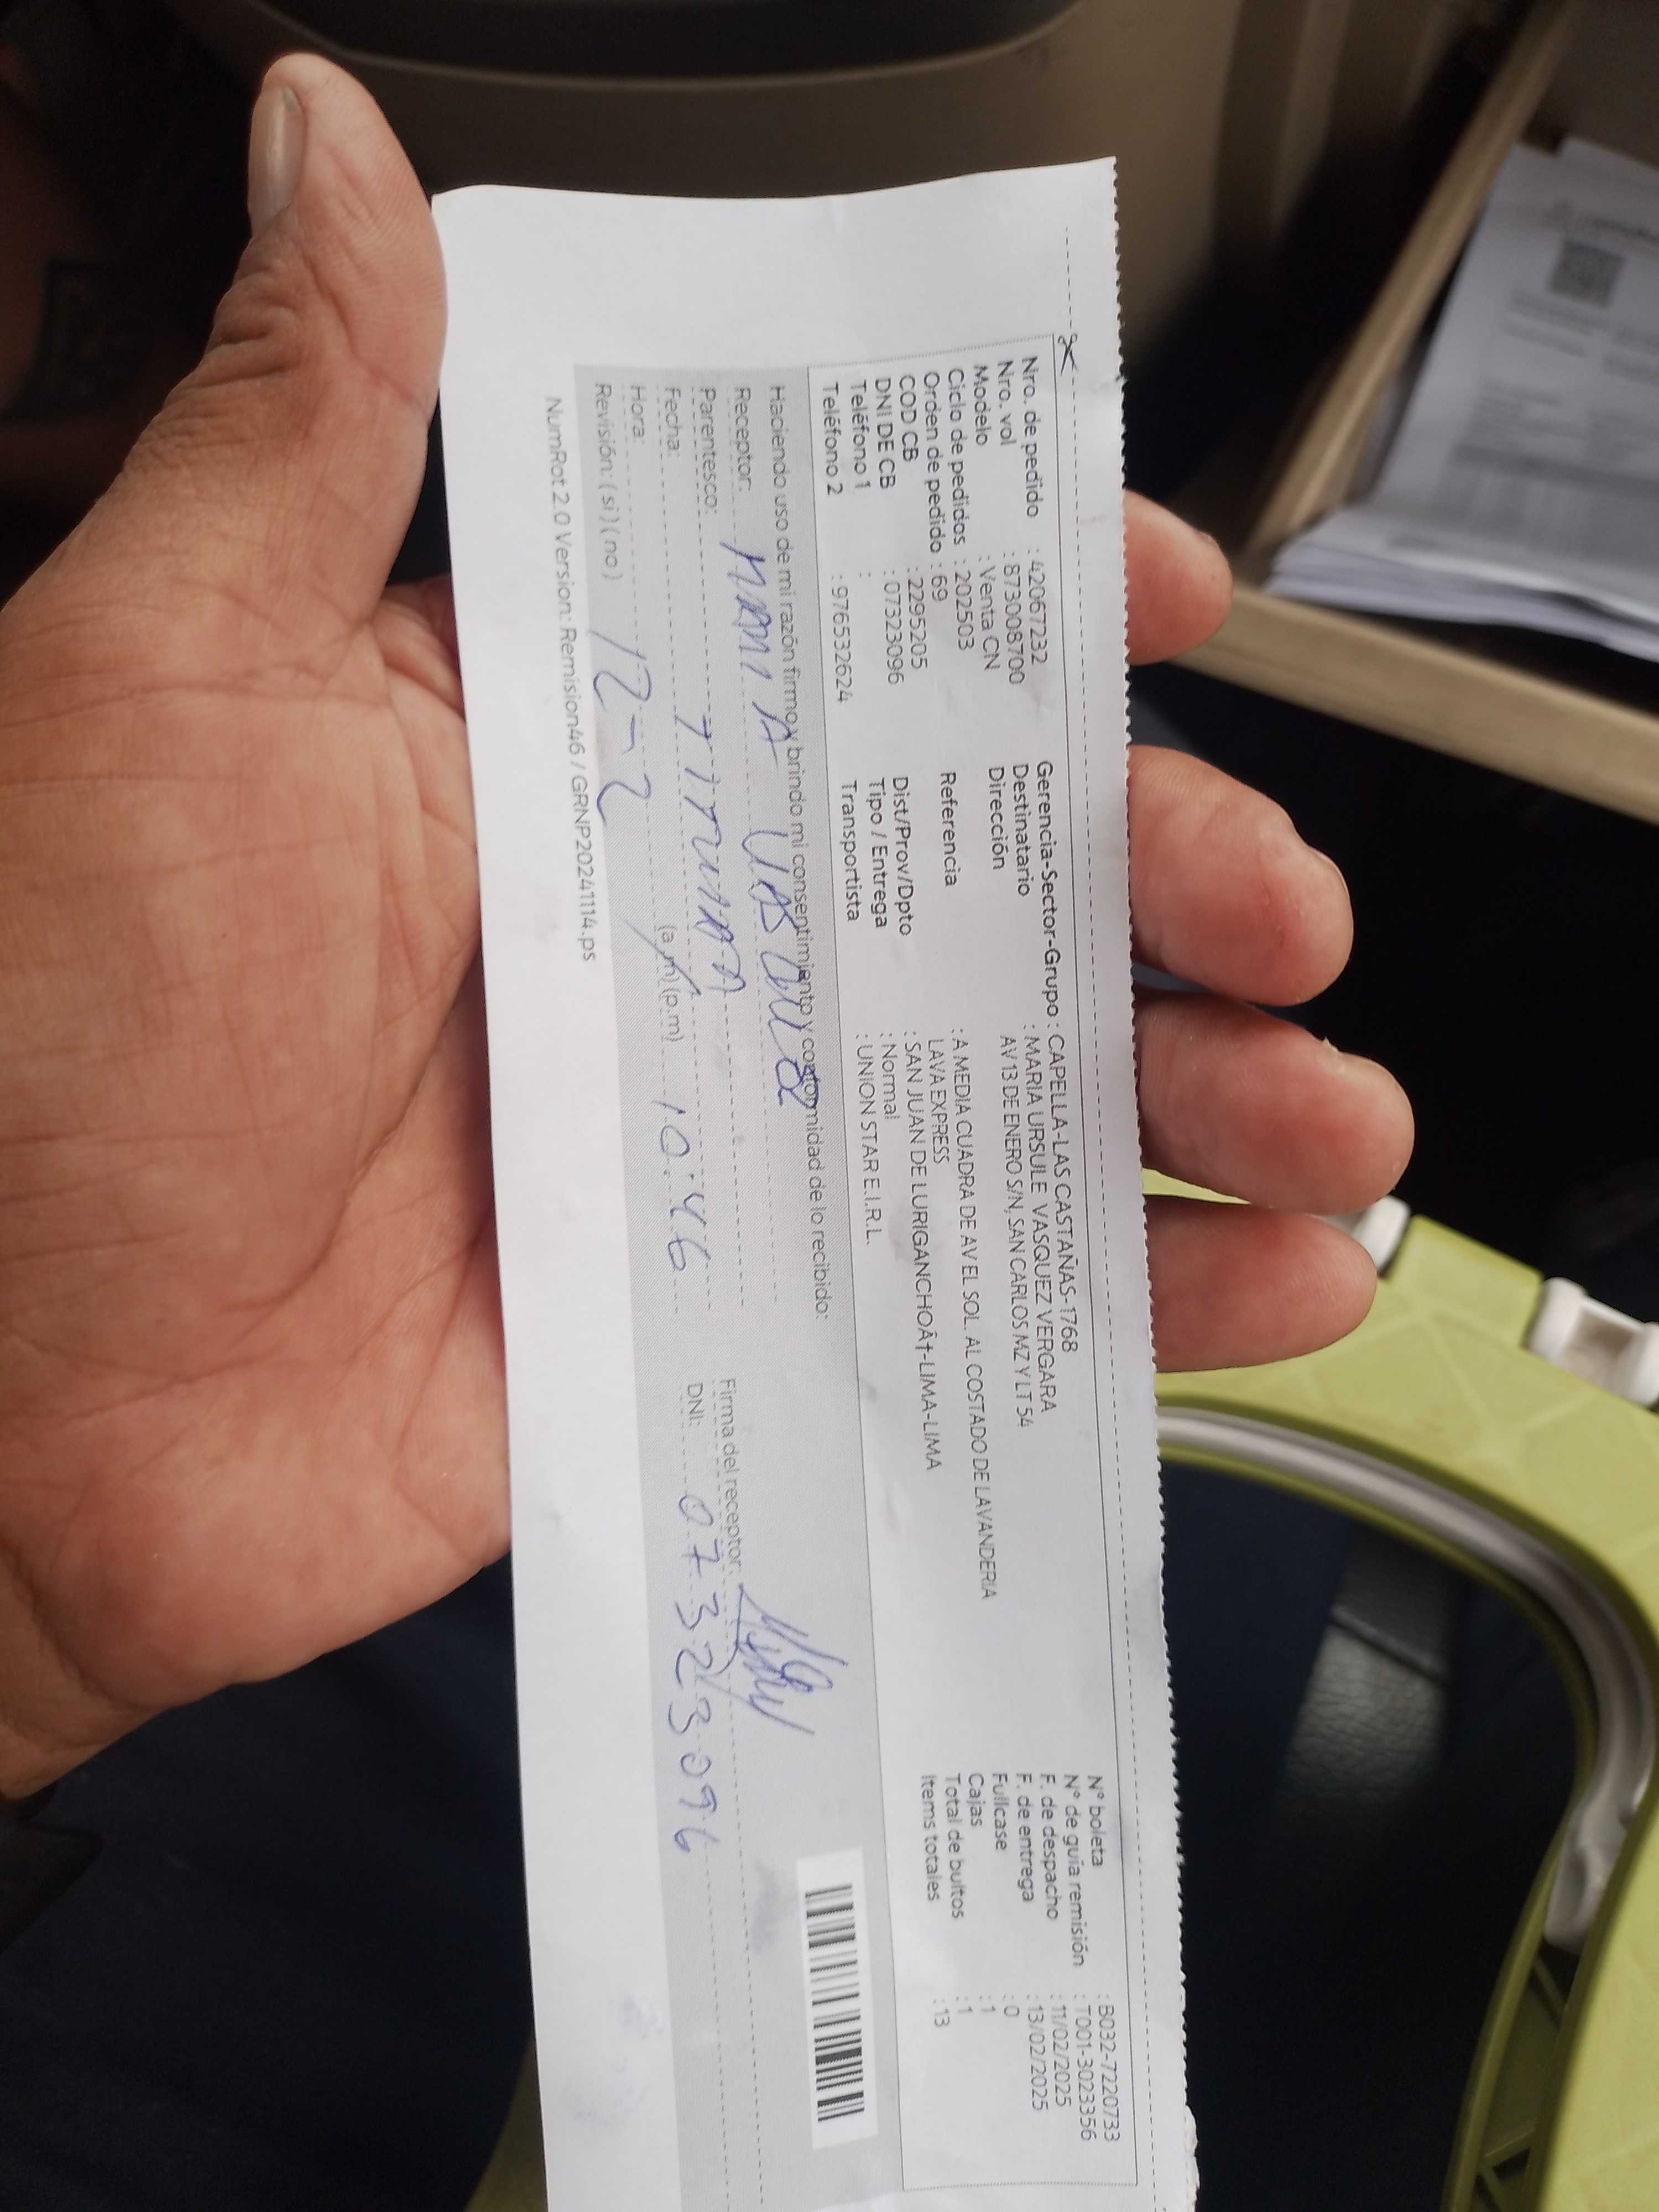 Nro. de pedido : 42067232
Nro. vol : 873008700
Modelo : Venta CN
Ciclo de pedidos : 202503
Orden de pedido : 69
COD CB : 2295205
DNI DE CB : 07323096
Teléfono 1 :
Teléfono 2 : 976532624
Gerencia-Sector-Grupo : CAPELLA-LAS CASTAÑAS-1768
Destinatario : MARIA URSULE VASQUEZ VERGARA
Dirección AV 13 DE ENERO S/N, SAN CARLOS MZ Y LT 54
Referencia : A MEDIA CUADRA DE AV EL SOL. AL COSTADO DE LAVANDERIA
LAVA EXPRESS
Dist/Prov/Dpto : SAN JUAN DE LURIGANCHOÂ†-LIMA-LIMA
Tipo / Entrega : Normal
Transportista : UNION STAR E.I.R.L.
N° boleta : B032-7220733
N° de guía remisión : T001-3023356
F. de despacho : 11/02/2025
F. de entrega : 13/02/2025
Fullcase : 0
Cajas : 1
Total de bultos : 1
Items totales : 13
Haciendo uso de mi razón firmo y brindo mi consentimiento y conformidad de lo recibido:
Receptor: MARIA
Parentesco:
Fecha: 12-2
Hora: (a.m) (p.m) 10:46
Revisión: ( si ) ( no )
Firma del receptor:
DNI: 07323096
NumRot 2.0 Version: Remision46 / GRNP20241114.ps